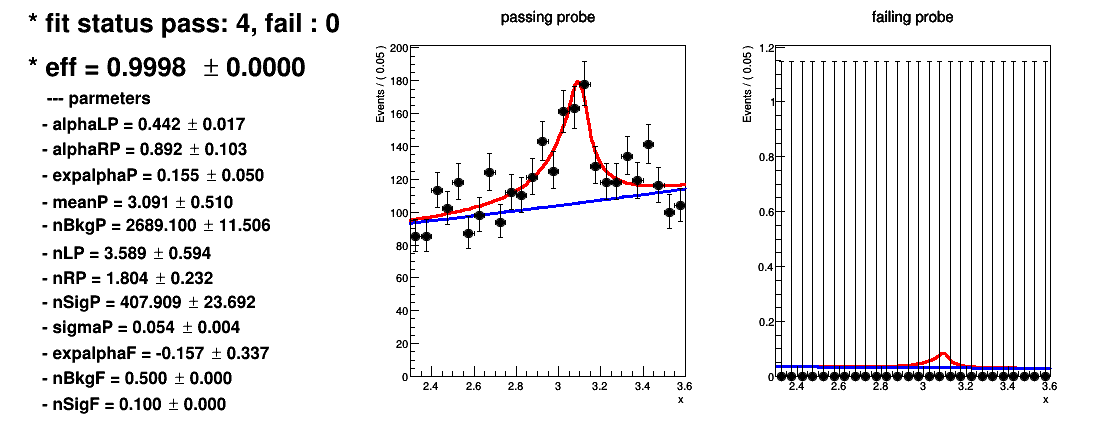 * fit status pass: 4, fail : 0
* eff = 0.9998 ± 0.0000
--- parmeters
- alphaLP = 0.442 ± 0.017
- alphaRP = 0.892 ± 0.103
- expalphaP = 0.155 ± 0.050
- meanP = 3.091 ± 0.510
- nBkgP = 2689.100 ± 11.506
- nLP = 3.589 ± 0.594
- nRP = 1.804 ± 0.232
- nSigP = 407.909 ± 23.692
- sigmaP = 0.054 ± 0.004
- expalphaF = -0.157 ± 0.337
- nBkgF = 0.500 ± 0.000
- nSigF = 0.100 ± 0.000
passing probe
Events / ( 0.05 )
200
180
160
140
120
100
80
60
40
20
0
2.4 2.6 2.8 3 3.2 3.4 3.6
x
failing probe
Events / ( 0.05 )
1.2
1
0.8
0.6
0.4
0.2
0
2.4 2.6 2.8 3 3.2 3.4 3.6
x